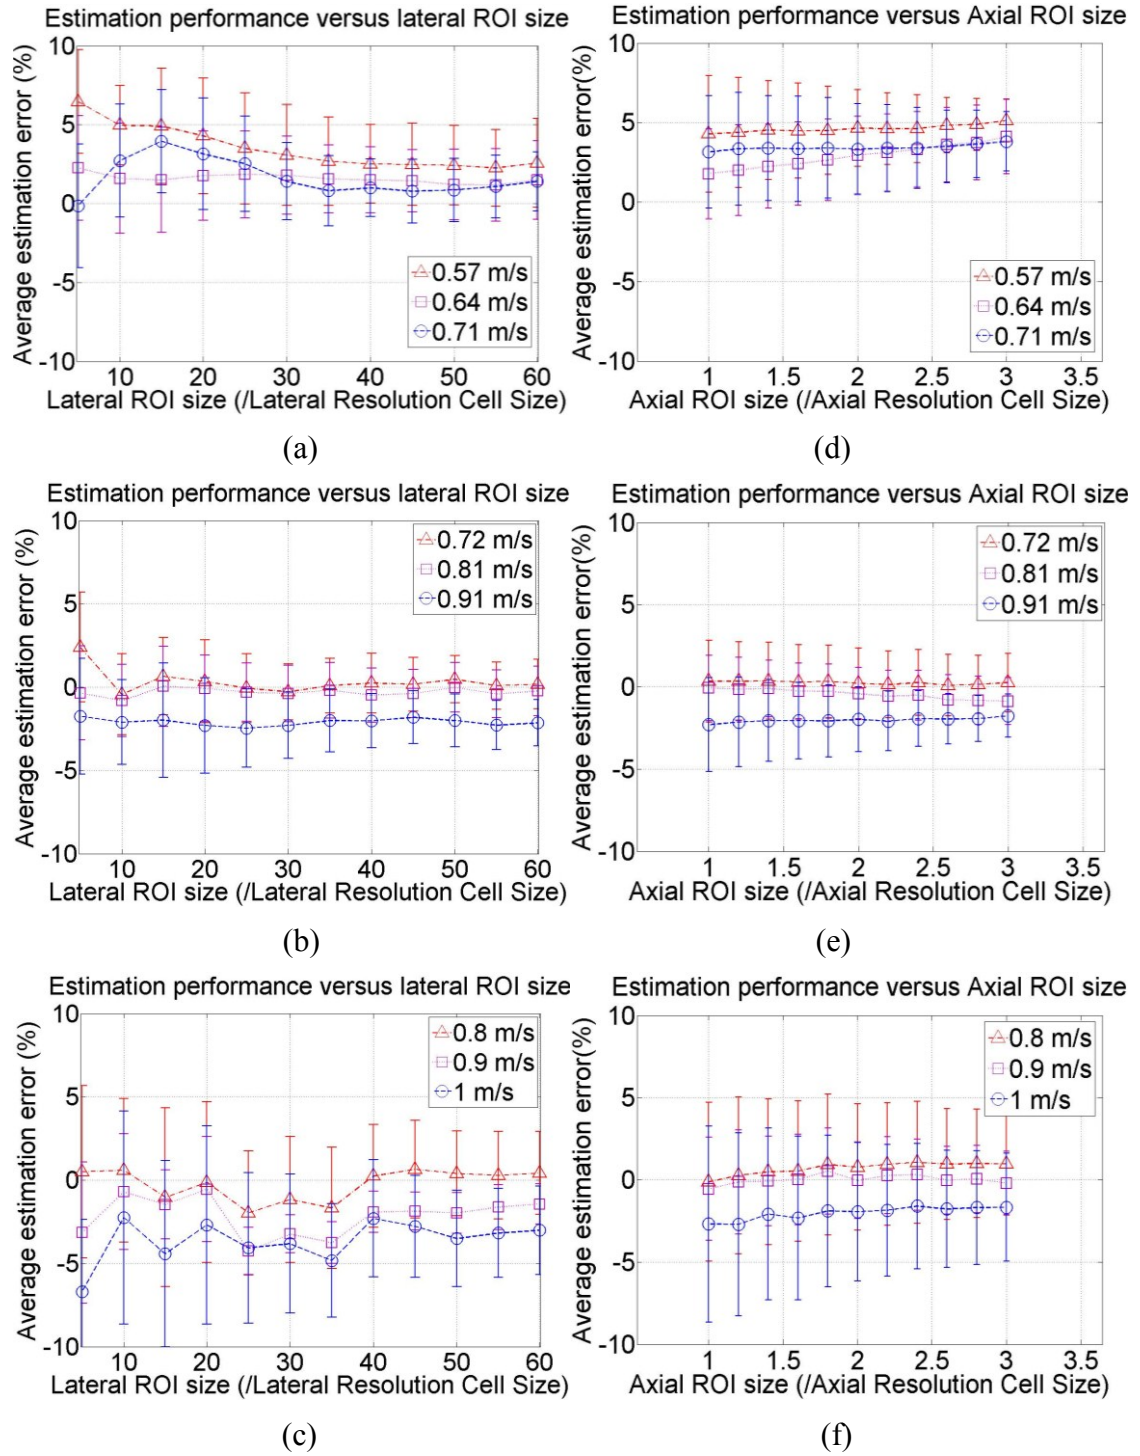 Estimation performance versus lateral ROI size
Average estimation error (%)
10
5
0
-5
-10
0.57 m/s
0.64 m/s
0.71 m/s
10 20 30 40 50 60
Lateral ROI size (/Lateral Resolution Cell Size)
(a)
Estimation performance versus Axial ROI size
Average estimation error(%)
10
5
0
-5
-10
0.57 m/s
0.64 m/s
0.71 m/s
1 1.5 2 2.5 3 3.5
Axial ROI size (/Axial Resolution Cell Size)
(d)
Estimation performance versus lateral ROI size
Average estimation error (%)
10
5
0
-5
-10
0.72 m/s
0.81 m/s
0.91 m/s
10 20 30 40 50 60
Lateral ROI size (/Lateral Resolution Cell Size)
(b)
Estimation performance versus Axial ROI size
Average estimation error(%)
10
5
0
-5
-10
0.72 m/s
0.81 m/s
0.91 m/s
1 1.5 2 2.5 3 3.5
Axial ROI size (/Axial Resolution Cell Size)
(e)
Estimation performance versus lateral ROI size
Average estimation error (%)
10
5
0
-5
-10
0.8 m/s
0.9 m/s
1 m/s
10 20 30 40 50 60
Lateral ROI size (/Lateral Resolution Cell Size)
(c)
Estimation performance versus Axial ROI size
Average estimation error(%)
10
5
0
-5
-10
0.8 m/s
0.9 m/s
1 m/s
1 1.5 2 2.5 3 3.5
Axial ROI size (/Axial Resolution Cell Size)
(f)